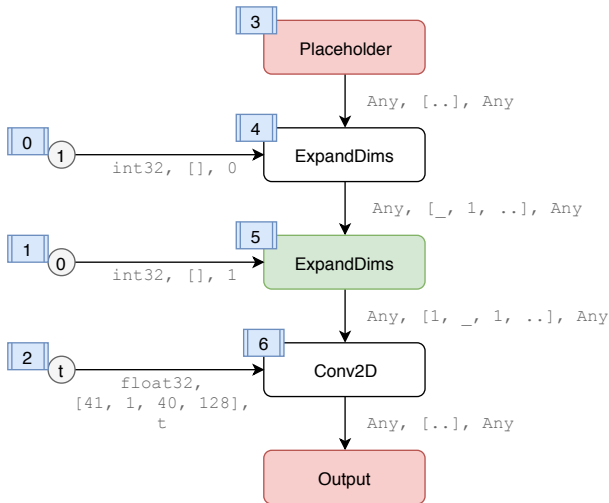 3
Placeholder
Any, [..], Any
0
1
int32, [], 0
4
ExpandDims
Any, [_, 1, ..], Any
1
0
int32, [], 1
5
ExpandDims
Any, [1, _, 1, ..], Any
2
t
float32,
[41, 1, 40, 128],
t
6
Conv2D
Any, [..], Any
Output